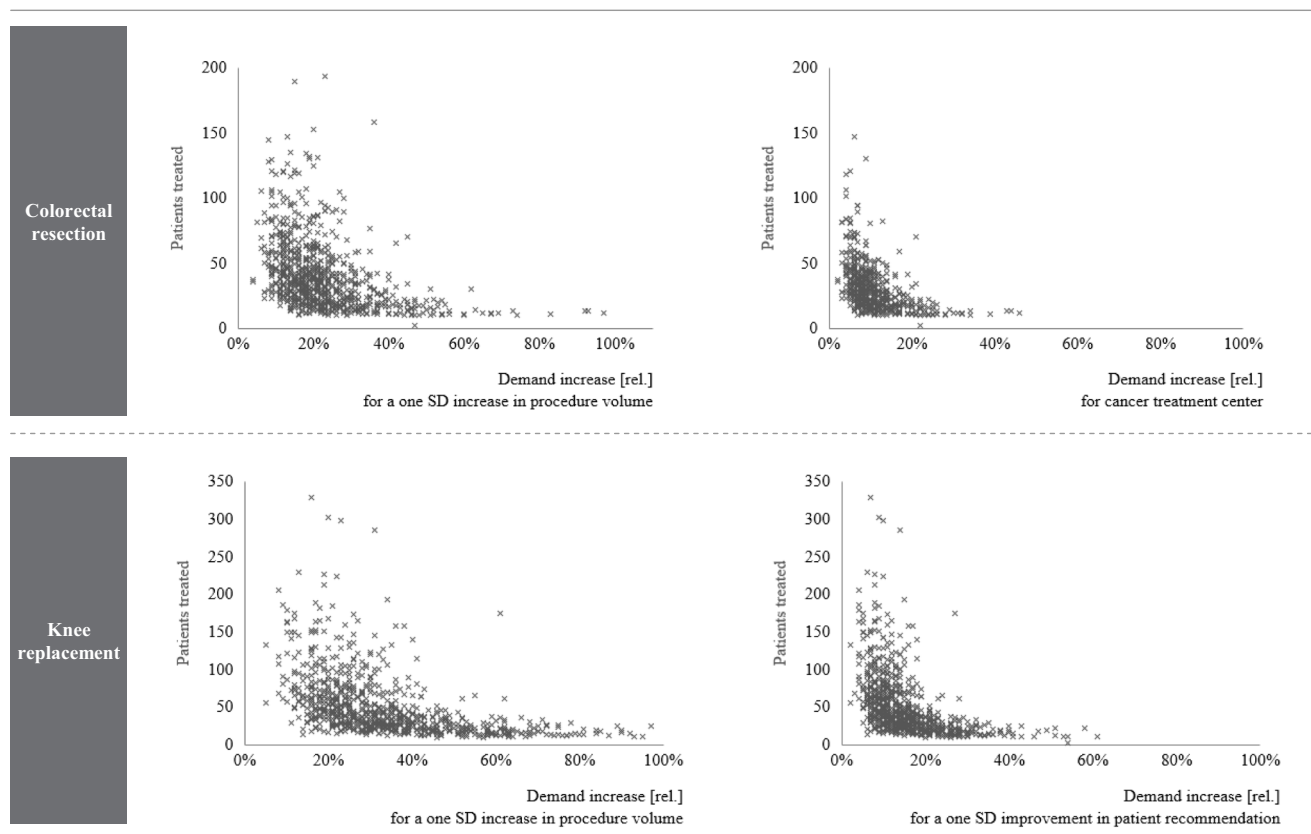 Colorectal
resection
Patients treated
200
150
100
50
0
0% 20% 40% 60% 80% 100%
Demand increase [rel.]
for a one SD increase in procedure volume
Patients treated
200
150
100
50
0
0% 20% 40% 60% 80% 100%
Demand increase [rel.]
for cancer treatment center
Knee
replacement
Patients treated
350
300
250
200
150
100
50
0
0% 20% 40% 60% 80% 100%
Demand increase [rel.]
for a one SD increase in procedure volume
Patients treated
350
300
250
200
150
100
50
0
0% 20% 40% 60% 80% 100%
Demand increase [rel.]
for a one SD improvement in patient recommendation